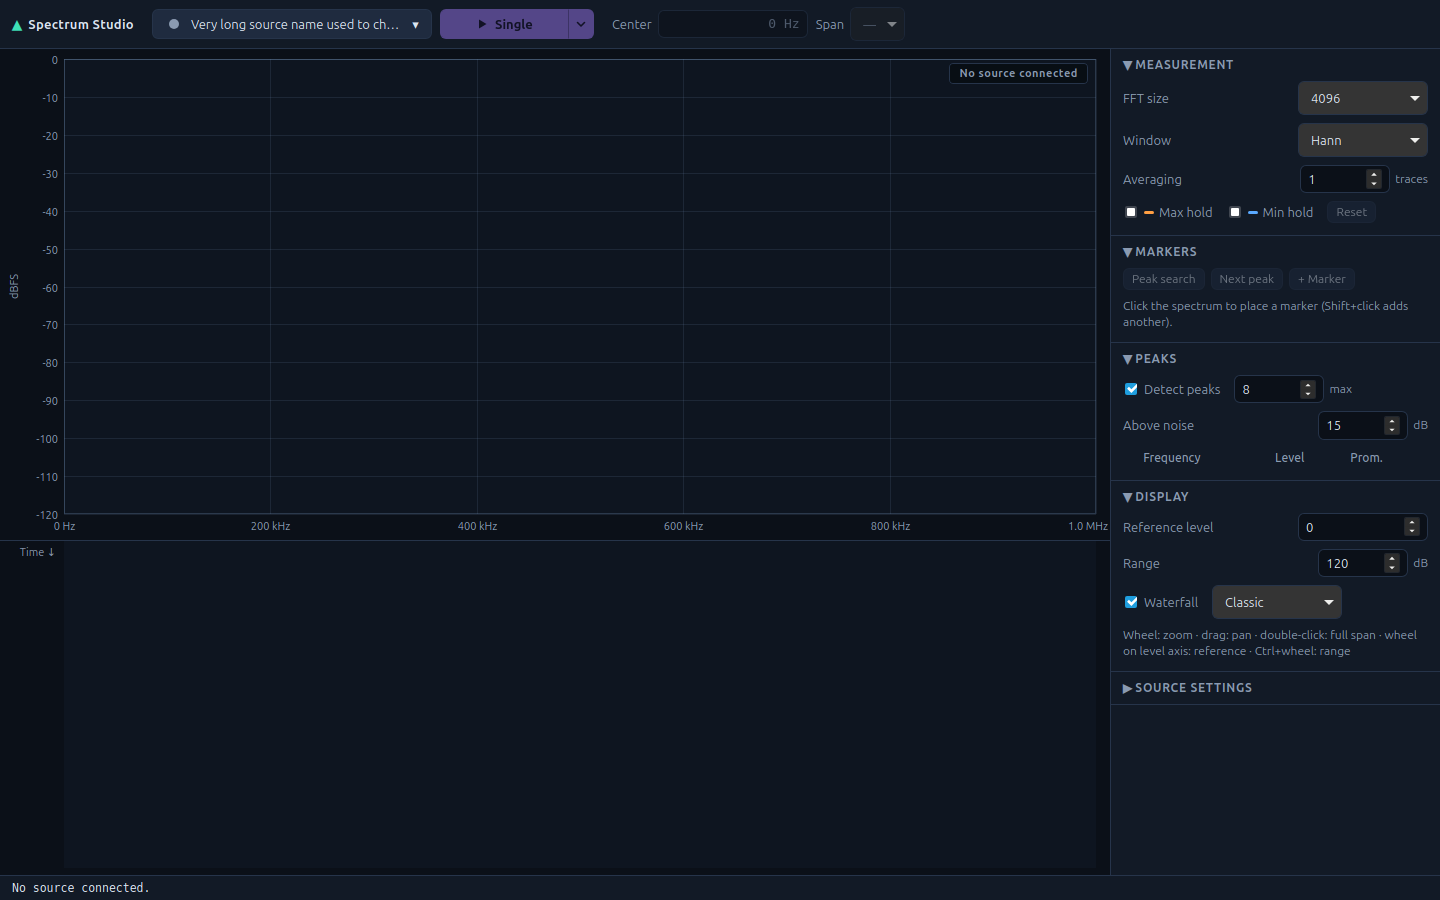 Spectrum Studio
Very long source name used to ch... ▼
Single
Center
0 Hz
Span
—
No source connected
0
-10
-20
-30
-40
-50
-60
-70
-80
-90
-100
-110
-120
dBFS
0 Hz
200 kHz
400 kHz
600 kHz
800 kHz
1.0 MHz
Time ↓
▼ MEASUREMENT
FFT size
4096
Window
Hann
Averaging
1
traces
Max hold
Min hold
Reset
▼ MARKERS
Peak search
Next peak
+ Marker
Click the spectrum to place a marker (Shift+click adds
another).
▼ PEAKS
Detect peaks
8
max
Above noise
15
dB
Frequency
Level
Prom.
▼ DISPLAY
Reference level
0
Range
120
dB
Waterfall
Classic
Wheel: zoom · drag: pan · double-click: full span · wheel
on level axis: reference · Ctrl+wheel: range
▶ SOURCE SETTINGS
No source connected.